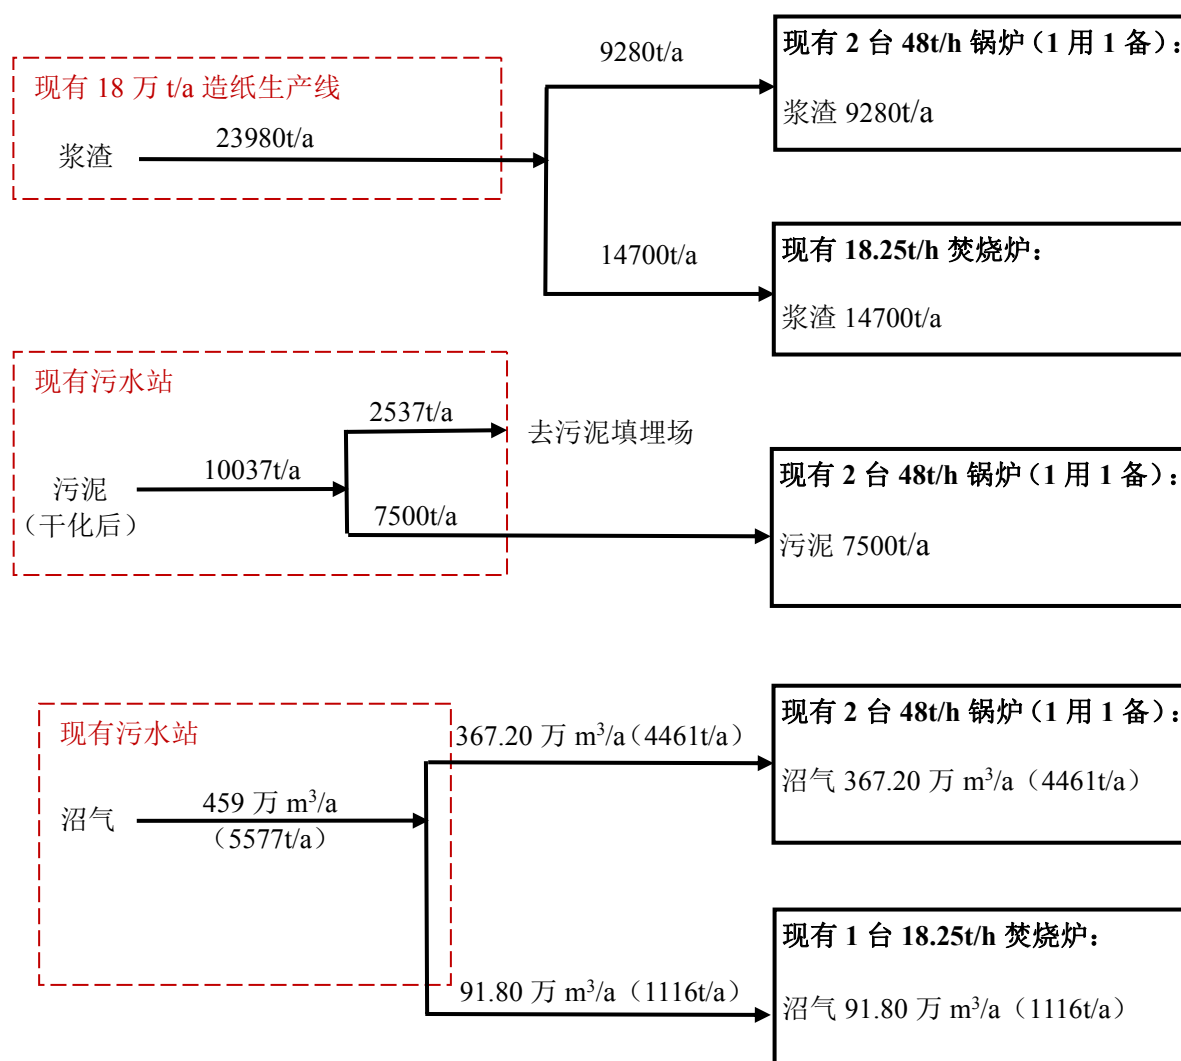 现有 18 万 t/a 造纸生产线
浆渣
23980t/a
9280t/a
现有 2 台 48t/h 锅炉（1 用 1 备）：
浆渣 9280t/a
14700t/a
现有 18.25t/h 焚烧炉：
浆渣 14700t/a
现有污水站
污泥
（干化后）
10037t/a
2537t/a
去污泥填埋场
7500t/a
现有 2 台 48t/h 锅炉（1 用 1 备）：
污泥 7500t/a
现有污水站
沼气
459 万 m³/a
（5577t/a）
367.20 万 m³/a（4461t/a）
现有 2 台 48t/h 锅炉（1 用 1 备）：
沼气 367.20 万 m³/a（4461t/a）
91.80 万 m³/a（1116t/a）
现有 1 台 18.25t/h 焚烧炉：
沼气 91.80 万 m³/a（1116t/a）